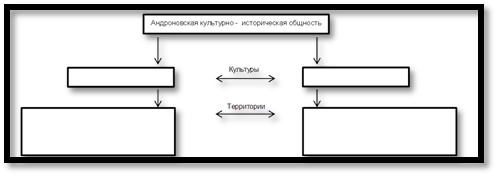 Андроновская культурно - историческая общность
Культуры
Территории